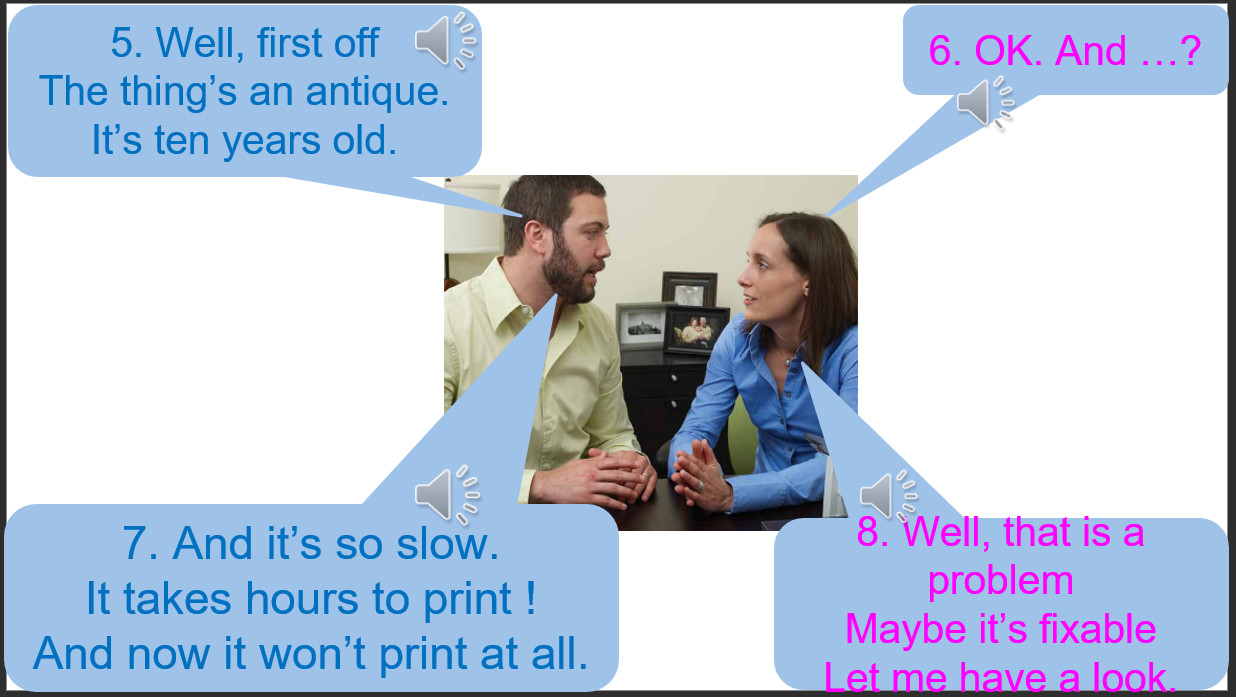 5. Well, first off
The thing’s an antique.
It’s ten years old.
6. OK. And …?
7. And it’s so slow.
It takes hours to print !
And now it won’t print at all.
8. Well, that is a
problem
Maybe it’s fixable
Let me have a look.